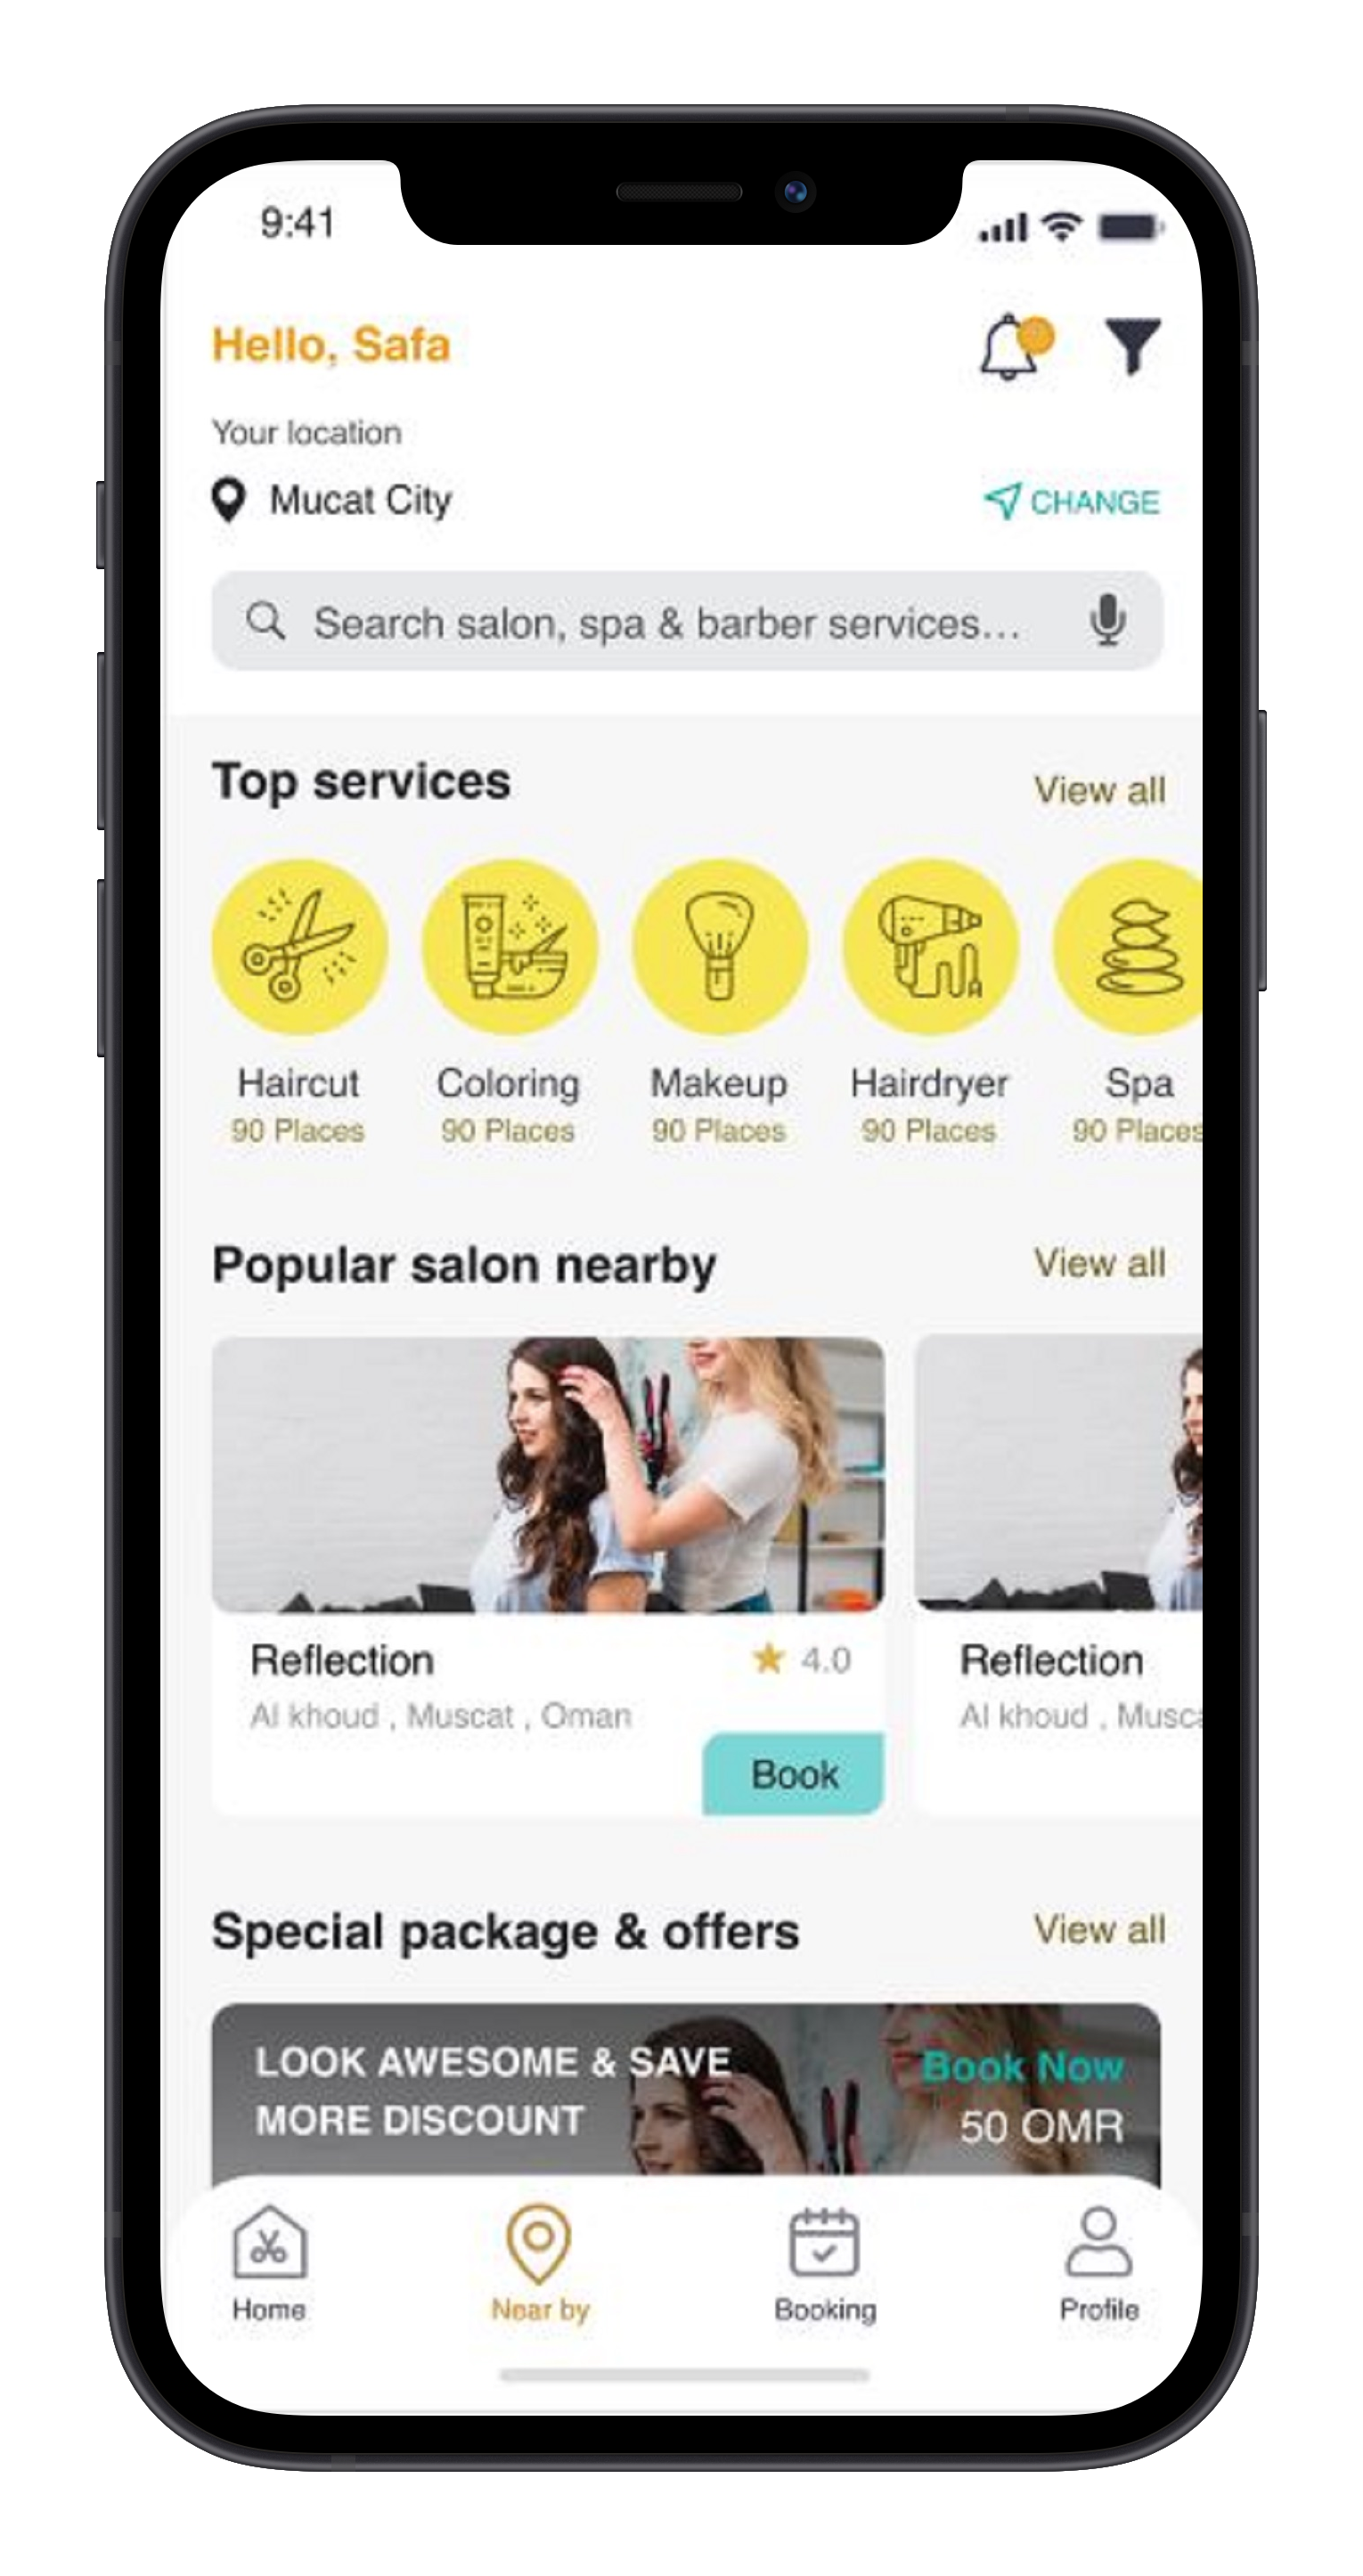 9:41
Hello, Safa
Your location
Mucat City
CHANGE
Search salon, spa & barber services...
Top services
View all
Haircut
Coloring
Makeup
Hairdryer
Spa
90 Places
90 Places
90 Places
90 Places
90 Places
Popular salon nearby
View all
Reflection
4.0
Al khoud , Muscat , Oman
Book
Reflection
Al khoud , Musca
Special package & offers
View all
LOOK AWESOME & SAVE
MORE DISCOUNT
Book Now
50 OMR
Home
Near by
Booking
Profile